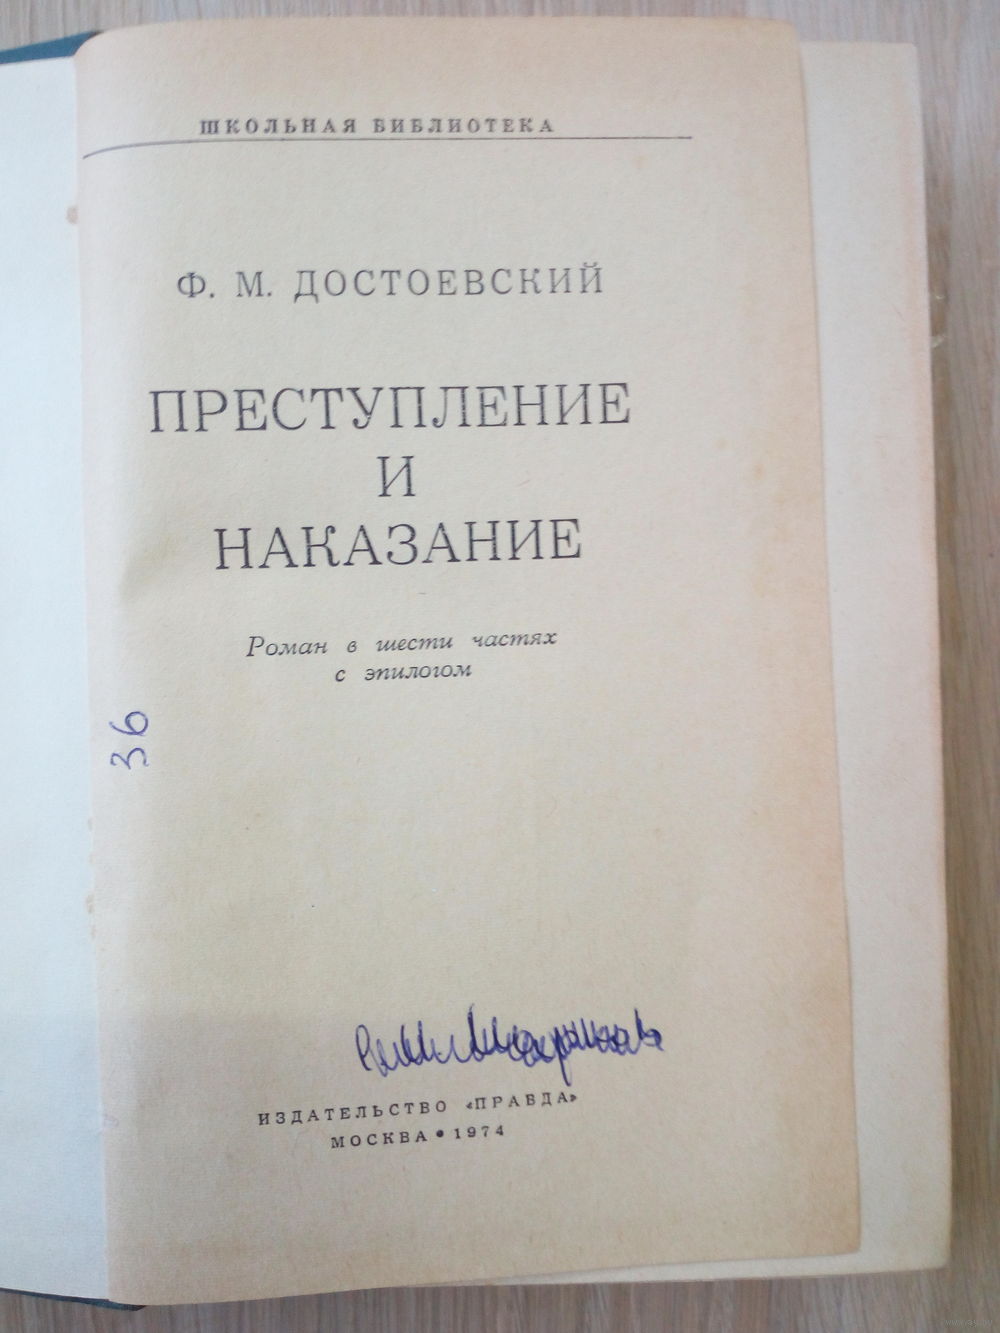 ШКОЛЬНАЯ БИБЛИОТЕКА
Ф. М. ДОСТОЕВСКИЙ
ПРЕСТУПЛЕНИЕ
И
НАКАЗАНИЕ
Роман в шести частях
с эпилогом
36
ИЗДАТЕЛЬСТВО «ПРАВДА»
МОСКВА • 1974